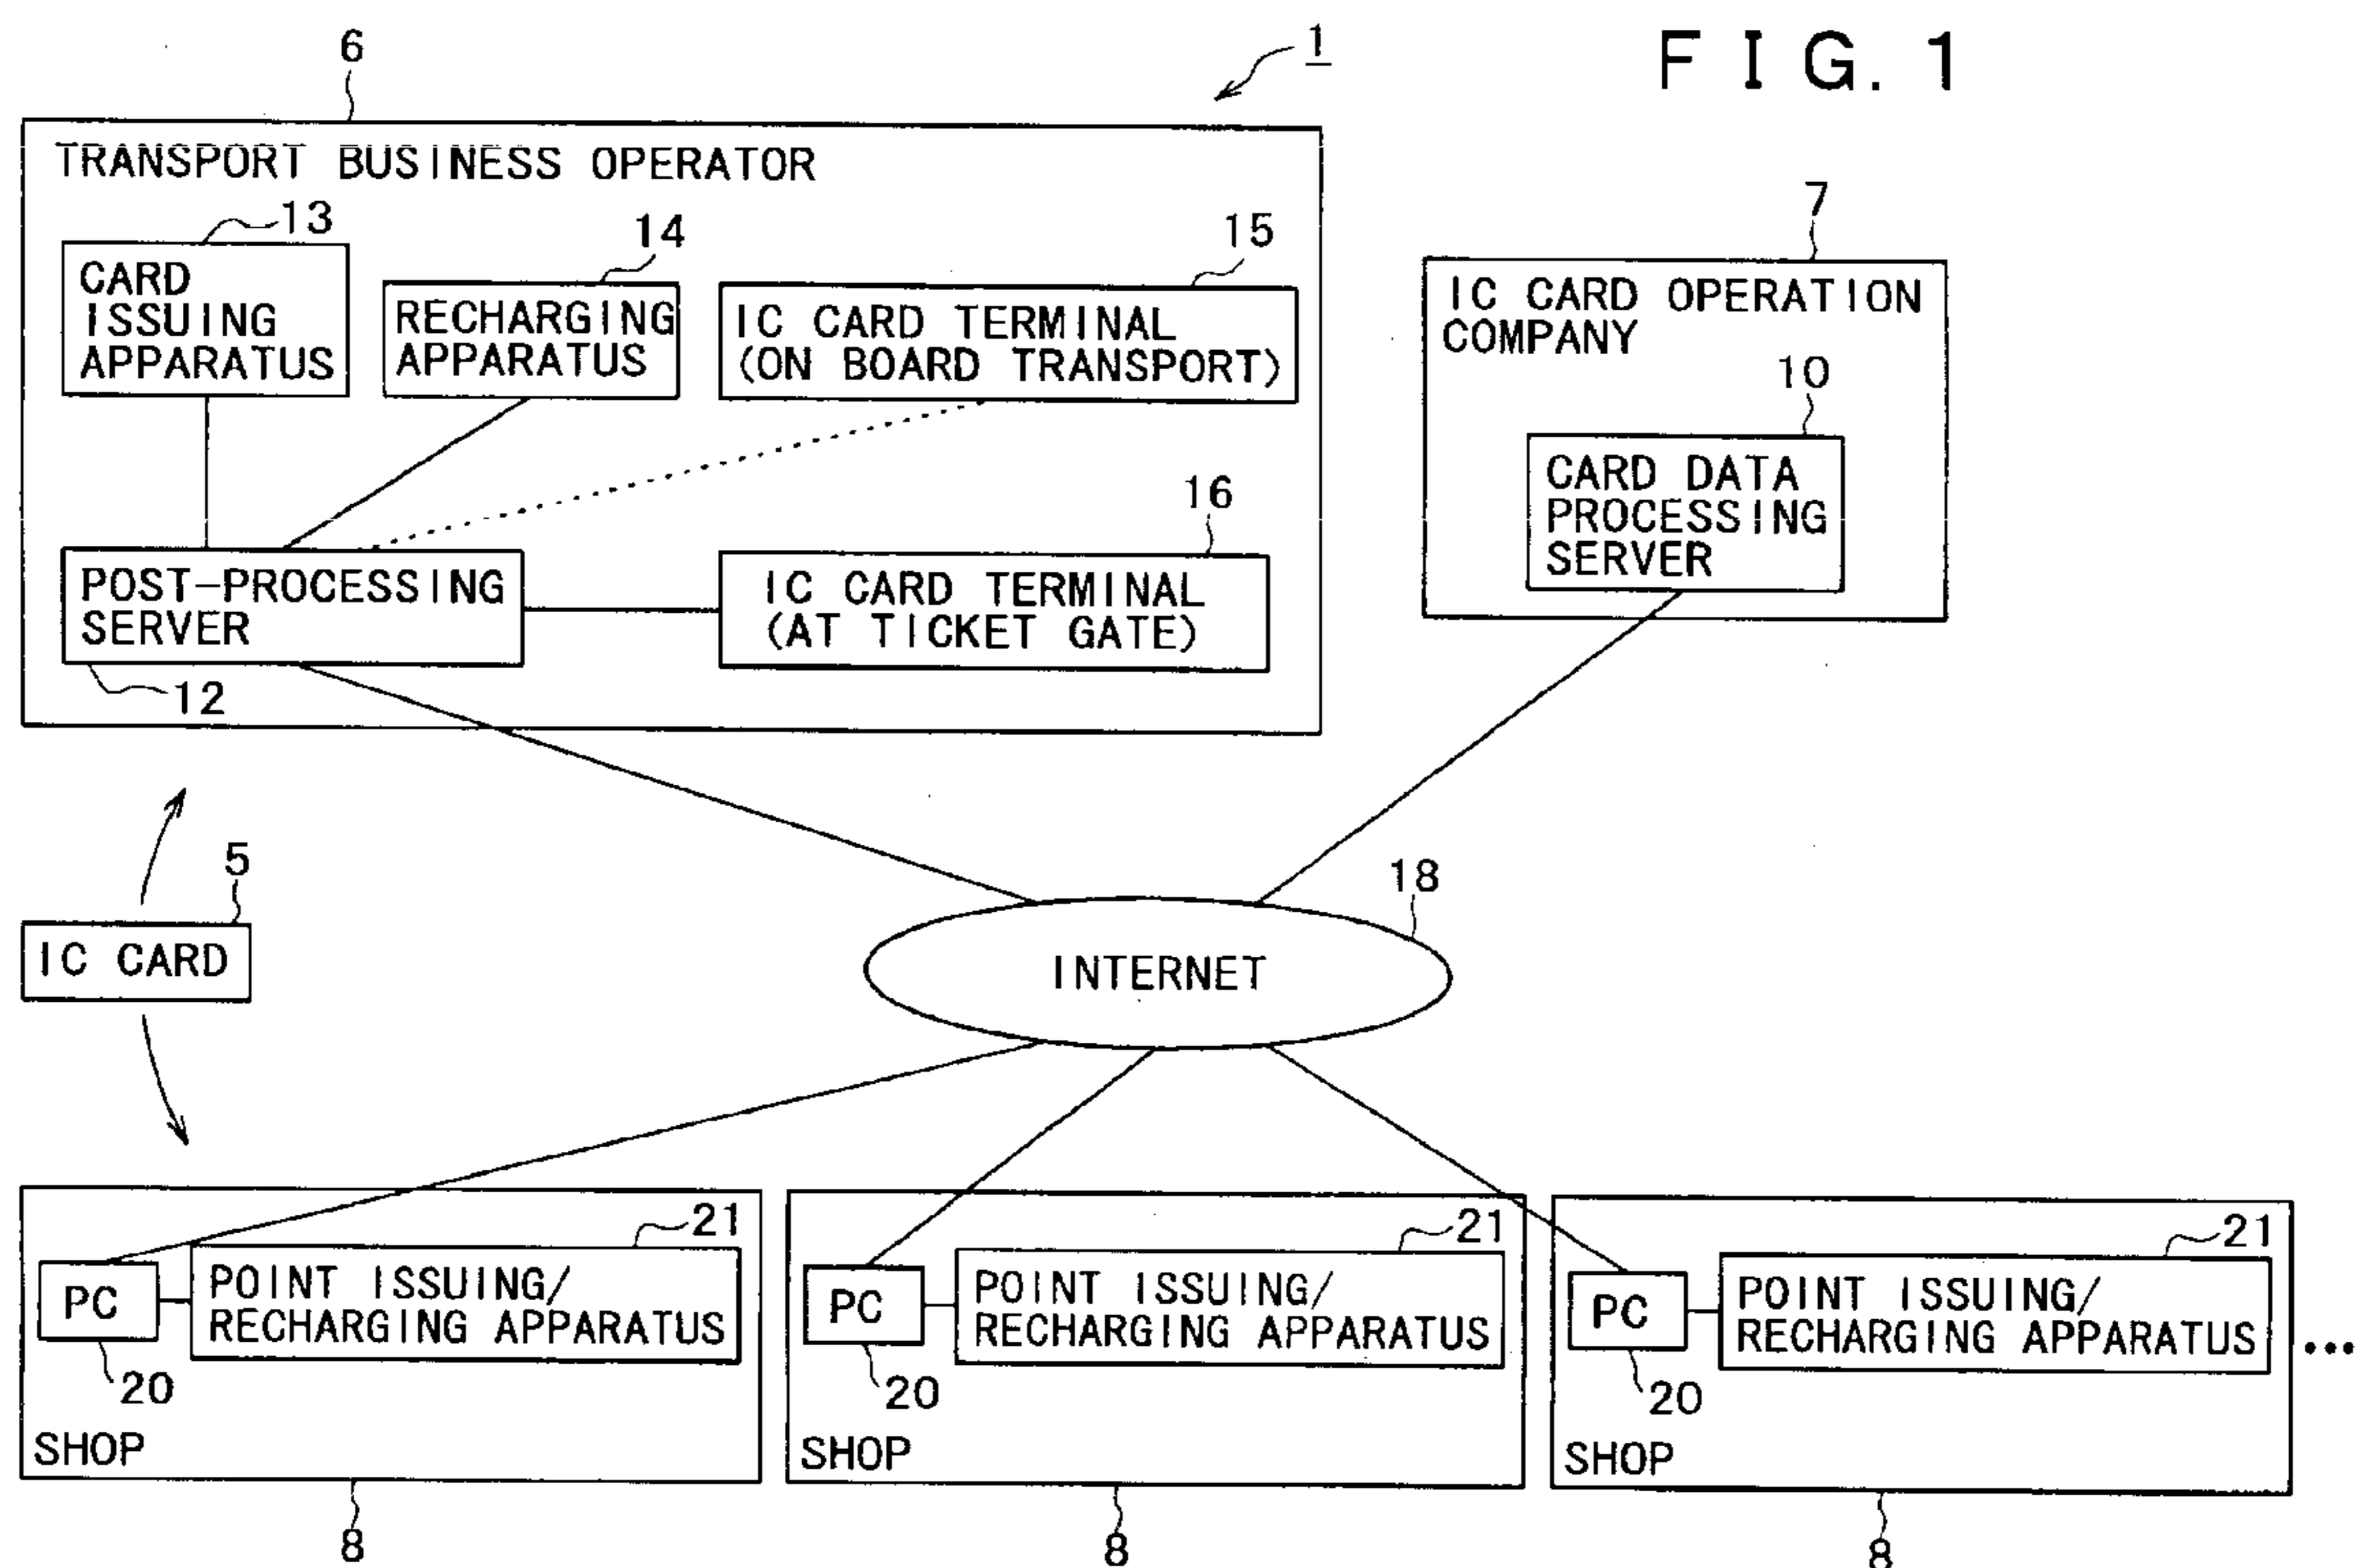 FIG. 1
1
6
TRANSPORT BUSINESS OPERATOR
13
CARD
ISSUING
APPARATUS
14
RECHARGING
APPARATUS
15
IC CARD TERMINAL
(ON BOARD TRANSPORT)
7
IC CARD OPERATION
COMPANY
10
CARD DATA
PROCESSING
SERVER
POST-PROCESSING
SERVER
12
16
IC CARD TERMINAL
(AT TICKET GATE)
5
IC CARD
18
INTERNET
21
PC
POINT ISSUING/
RECHARGING APPARATUS
20
SHOP
8
21
PC
POINT ISSUING/
RECHARGING APPARATUS
20
SHOP
8
21
PC
POINT ISSUING/
RECHARGING APPARATUS
20
SHOP
8
...